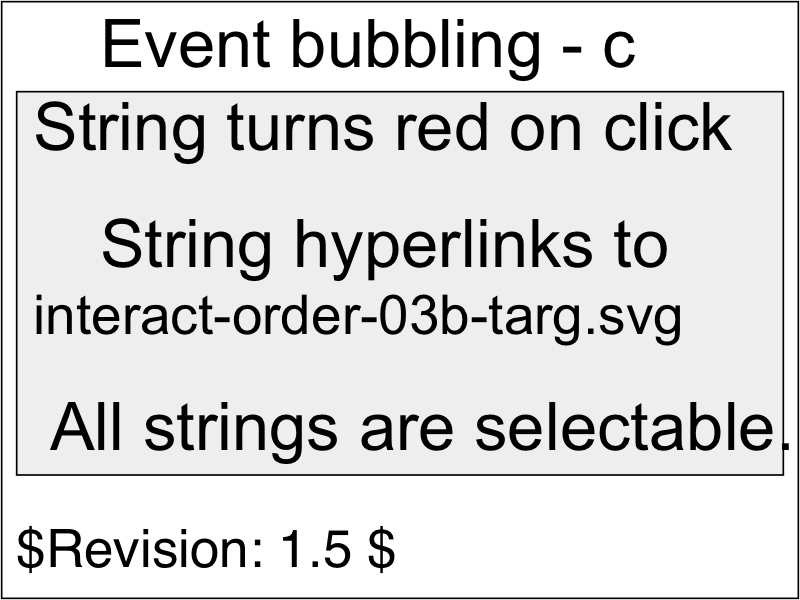 Event bubbling - c
String turns red on click
String hyperlinks to
interact-order-03b-targ.svg
All strings are selectable.
$Revision: 1.5 $